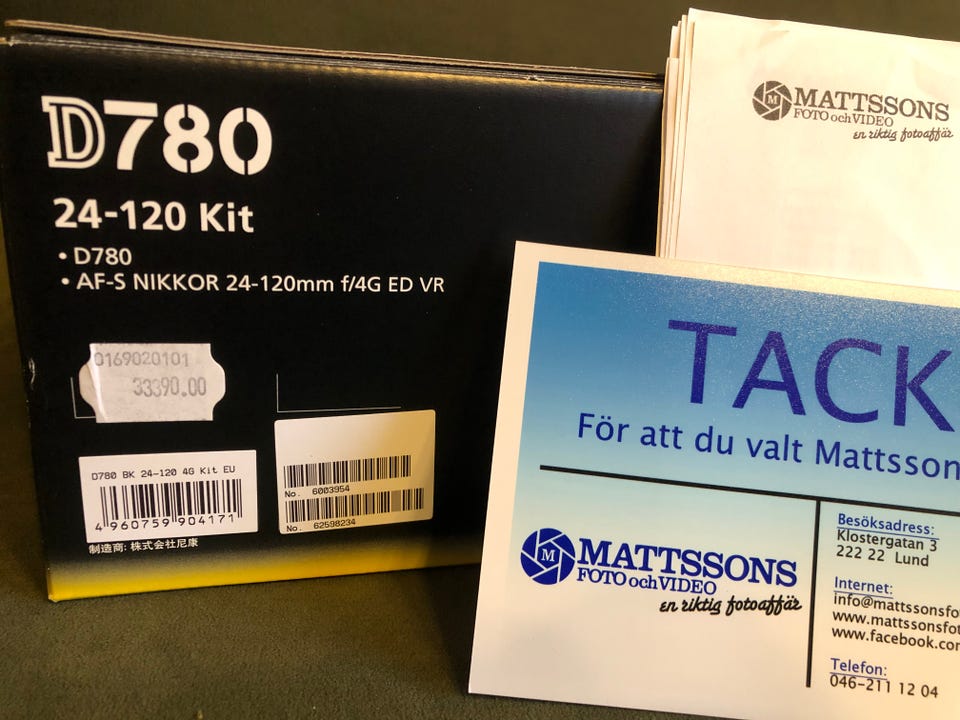 D780
24-120 Kit
• D780
• AF-S NIKKOR 24-120mm f/4G ED VR
0169020101
33390.00
D780 BK 24-120 4G Kit EU
4 960759 904171
制造商: 株式会社尼康
No. 6003954
No. 62598234
M MATTSSONS
FOTO och VIDEO
en riktig fotoaffär
TACK
För att du valt Mattsson
M MATTSSONS
FOTO och VIDEO
en riktig fotoaffär
Besöksadress:
Klostergatan 3
222 22 Lund
Internet:
info@mattssonsfo
www.mattssonsfot
www.facebook.com
Telefon:
046-211 12 04